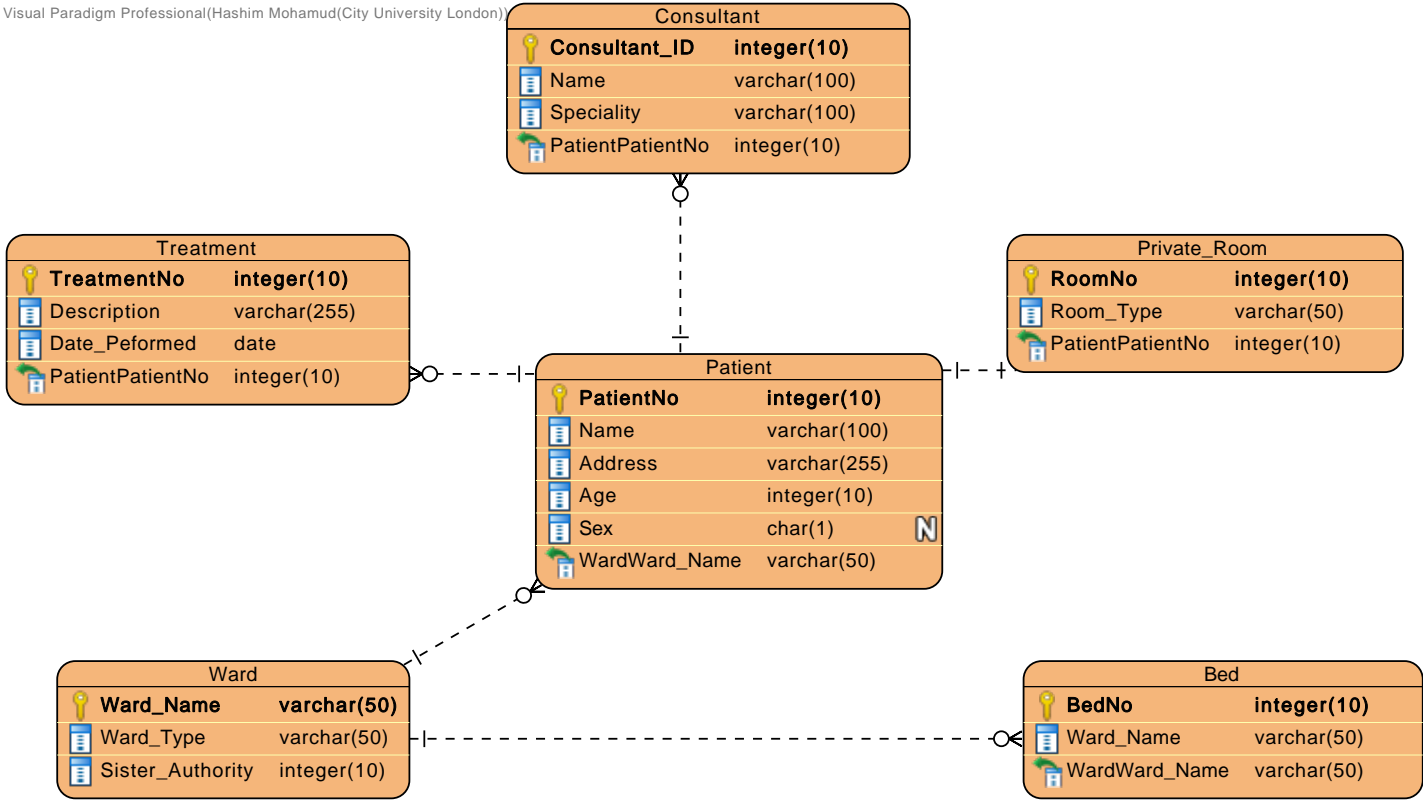 Visual Paradigm Professional(Hashim Mohamud(City University London))
Consultant
Consultant_ID integer(10)
Name varchar(100)
Speciality varchar(100)
PatientPatientNo integer(10)
Treatment
TreatmentNo integer(10)
Description varchar(255)
Date_Peformed date
PatientPatientNo integer(10)
Private_Room
RoomNo integer(10)
Room_Type varchar(50)
PatientPatientNo integer(10)
Patient
PatientNo integer(10)
Name varchar(100)
Address varchar(255)
Age integer(10)
Sex char(1) N
WardWard_Name varchar(50)
Ward
Ward_Name varchar(50)
Ward_Type varchar(50)
Sister_Authority integer(10)
Bed
BedNo integer(10)
Ward_Name varchar(50)
WardWard_Name varchar(50)